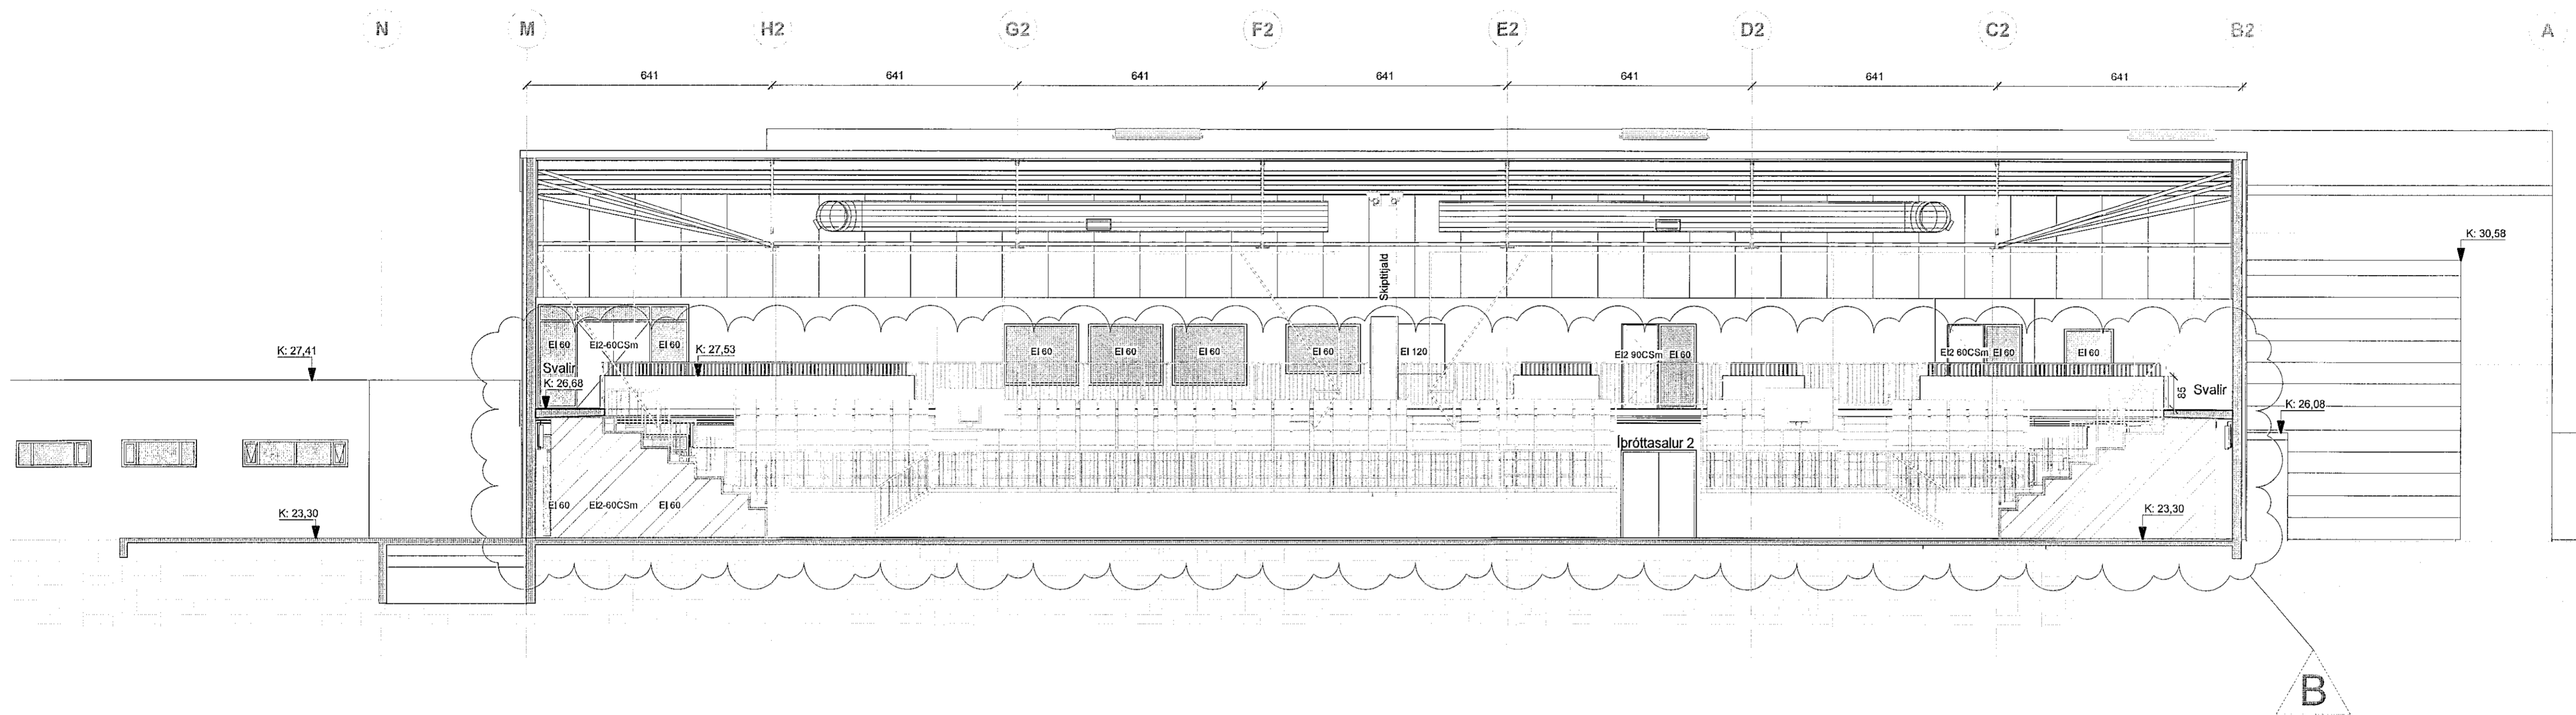 N M H2 G2 F2 E2 D2 C2 B2 A
641 641 641 641 641 641 641
K: 30,58
Skiptitjald
EI 60 EI2-60CSm EI 60
K: 27,41
K: 27,53
EI 60 EI 60 EI 60 EI 60 EI 120
EI2 90CSm EI 60
EI2 60CSm EI 60 EI 60
Svalir
K: 26,68
85 Svalir
K: 26,08
Íþróttasalur 2
EI 60 EI2-60CSm EI 60
K: 23,30
K: 23,30
B